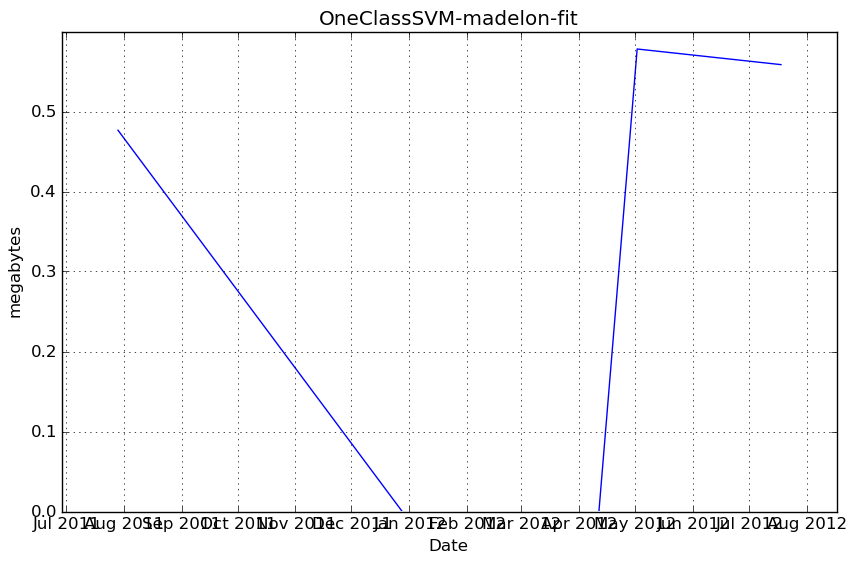 OneClassSVM-madelon-fit
megabytes
0.5
0.4
0.3
0.2
0.1
0.0
Jul 2011 Aug 2011 Sep 2011 Oct 2011 Nov 2011 Dec 2011 Jan 2012 Feb 2012 Mar 2012 Apr 2012 May 2012 Jun 2012 Jul 2012 Aug 2012
Date